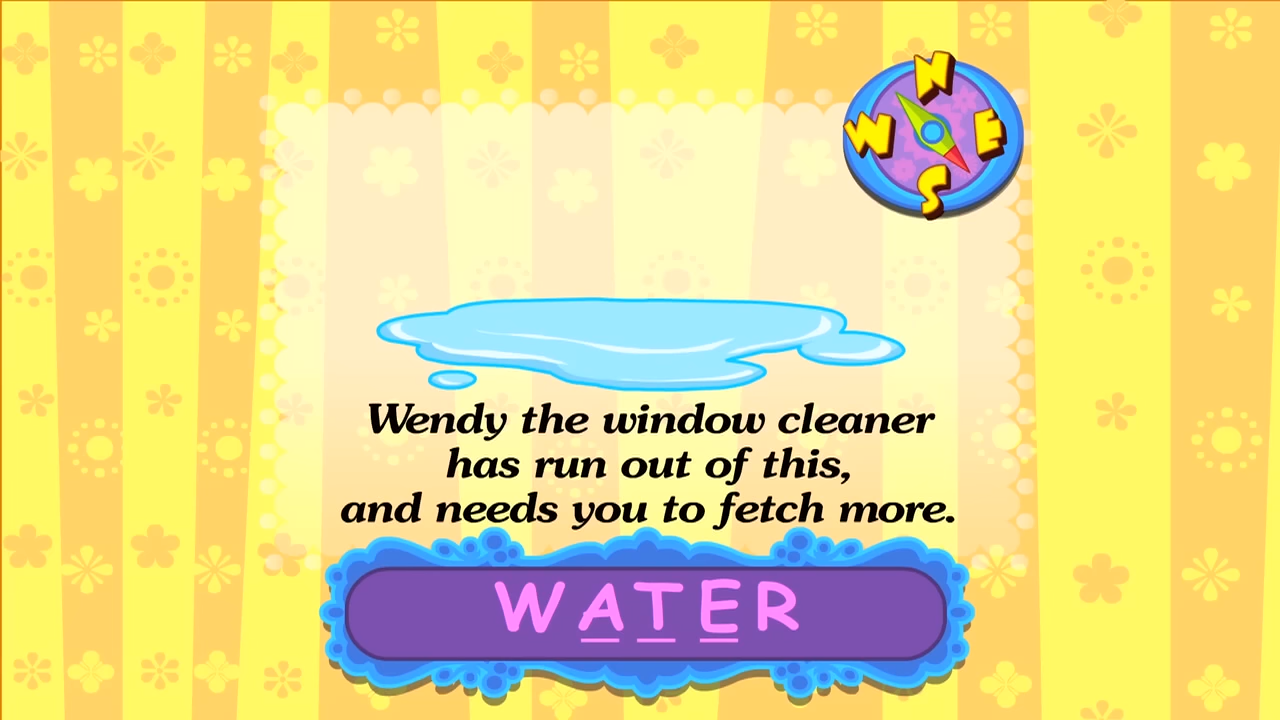 N
W E
S
Wendy the window cleaner
has run out of this,
and needs you to fetch more.
WATER